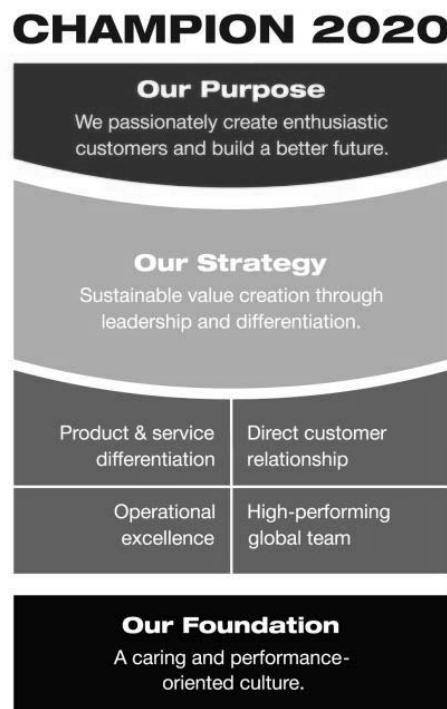 CHAMPION 2020
Our Purpose
We passionately create enthusiastic
customers and build a better future.
Our Strategy
Sustainable value creation through
leadership and differentiation.
Product & service
differentiation
Direct customer
relationship
Operational
excellence
High-performing
global team
Our Foundation
A caring and performance-
oriented culture.